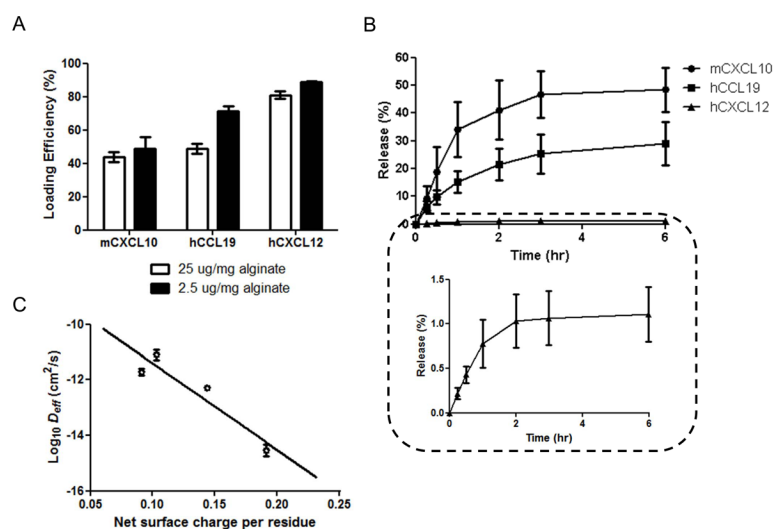 A
Loading Efficiency (%)
100
80
60
40
20
0
mCXCL10 hCCL19 hCXCL12
25 ug/mg alginate
2.5 ug/mg alginate
B
Release (%)
60
50
40
30
20
10
0
0 2 4 6
Time (hr)
mCXCL10
hCCL19
hCXCL12
Release (%)
1.5
1.0
0.5
0.0
0 2 4 6
Time (hr)
C
Log10 Deff (cm2/s)
-10
-12
-14
-16
0.05 0.10 0.15 0.20 0.25
Net surface charge per residue